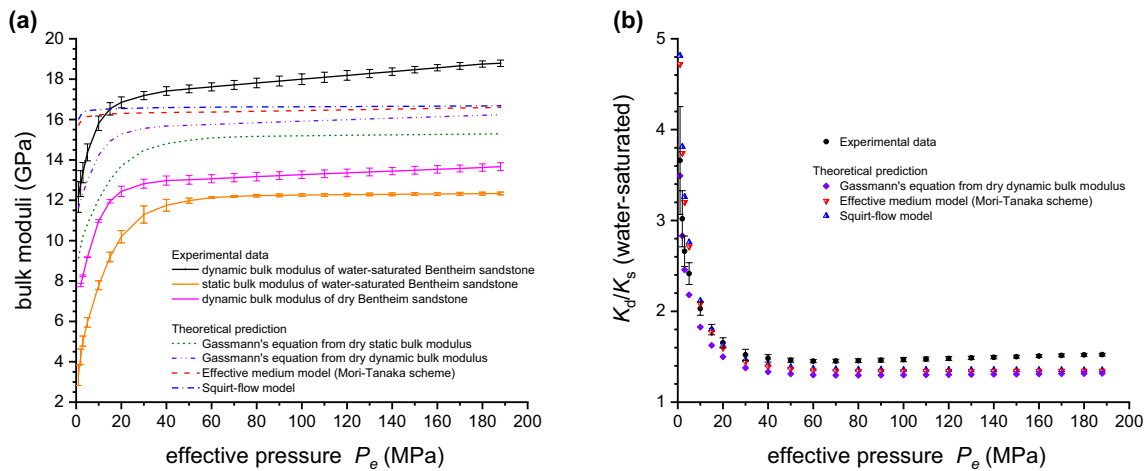 (a)
20
18
16
14
12
10
8
6
4
2
bulk moduli (GPa)
Experimental data
dynamic bulk modulus of water-saturated Bentheim sandstone
static bulk modulus of water-saturated Bentheim sandstone
dynamic bulk modulus of dry Bentheim sandstone
Theoretical prediction
Gassmann's equation from dry static bulk modulus
Gassmann's equation from dry dynamic bulk modulus
Effective medium model (Mori-Tanaka scheme)
Squirt-flow model
0 20 40 60 80 100 120 140 160 180 200
effective pressure Pe (MPa)
(b)
5
4
3
2
1
Kd/Ks (water-saturated)
Experimental data
Theoretical prediction
Gassmann's equation from dry dynamic bulk modulus
Effective medium model (Mori-Tanaka scheme)
Squirt-flow model
0 20 40 60 80 100 120 140 160 180 200
effective pressure Pe (MPa)